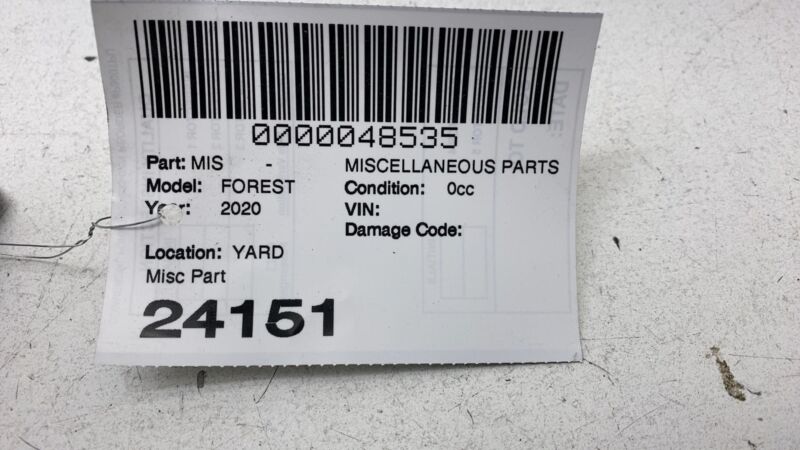 0000048535
Part: MIS - MISCELLANEOUS PARTS
Model: FOREST Condition: 0cc
Year: 2020 VIN:
Damage Code:
Location: YARD
Misc Part
24151
DATE: